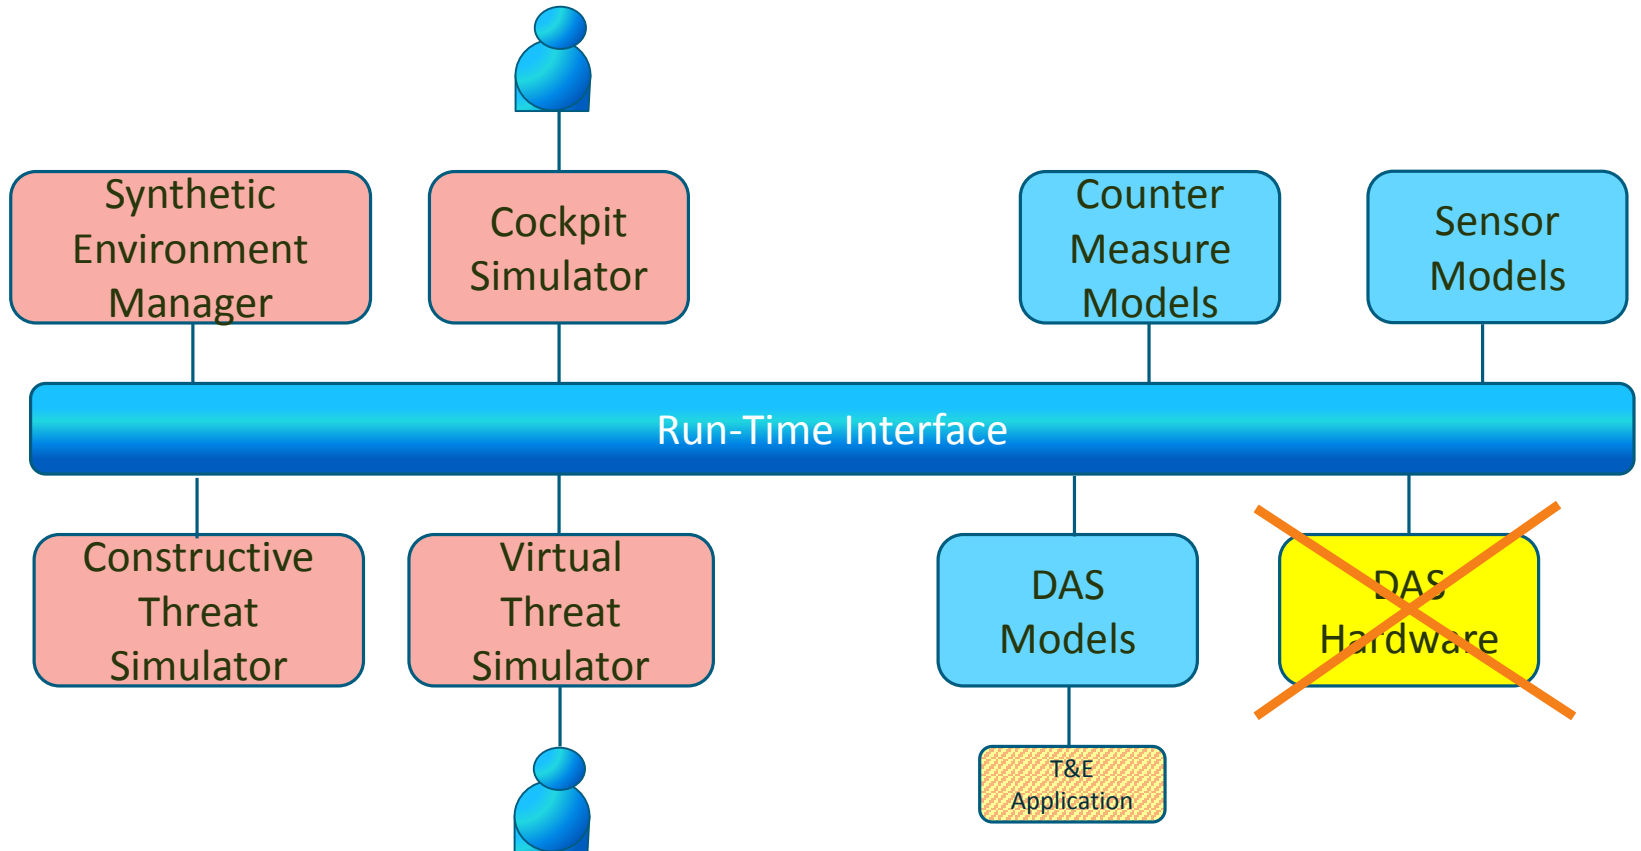 Synthetic
Environment
Manager
Cockpit
Simulator
Counter
Measure
Models
Sensor
Models
Run-Time Interface
Constructive
Threat
Simulator
Virtual
Threat
Simulator
DAS
Models
DAS
Hardware
T&E
Application